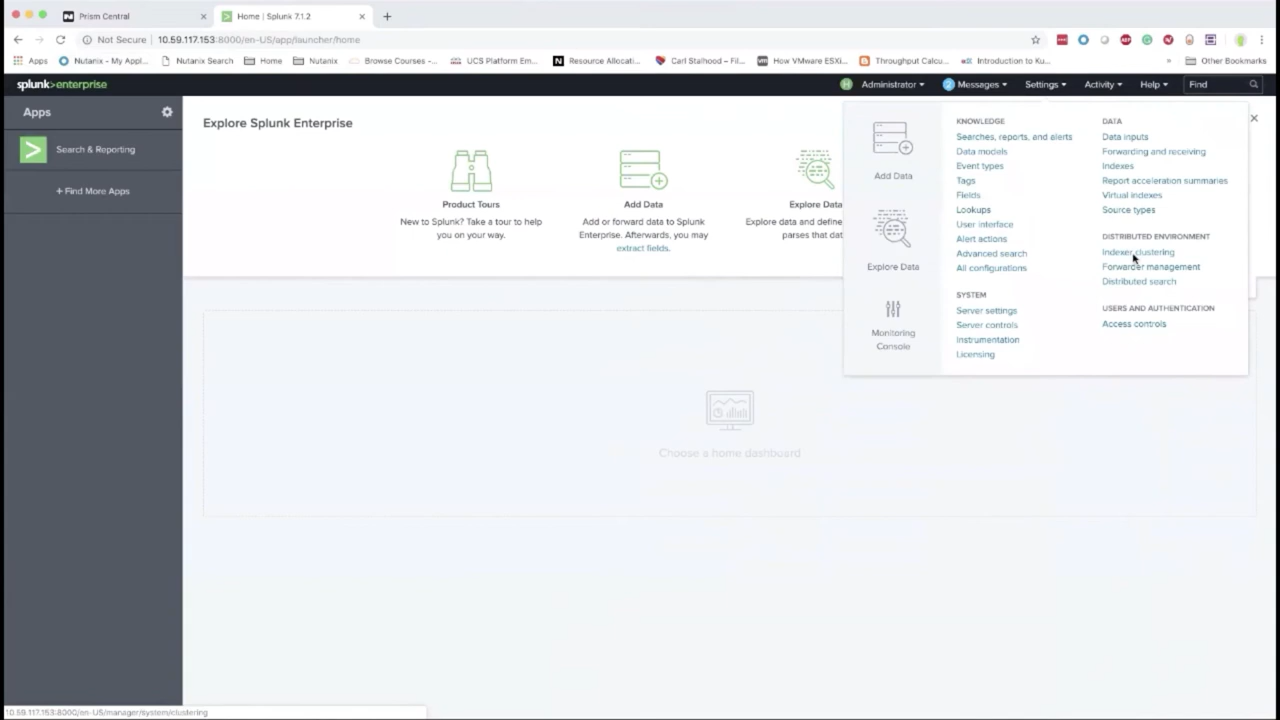 Prism Central
Home | Splunk 7.1.2
Not Secure | 10.59.117.153:8000/en-US/app/launcher/home
Apps
Nutanix - My Appl...
Nutanix Search
Home
Nutanix
Browse Courses -...
UCS Platform Em...
Resource Allocati...
Carl Stalhood – Fil...
How VMware ESXi...
Throughput Calcu...
Introduction to Ku...
»
Other Bookmarks
splunk>enterprise
Administrator
2
Messages
Settings
Activity
Help
Find
Apps
Search & Reporting
+ Find More Apps
Explore Splunk Enterprise
Product Tours
New to Splunk? Take a tour to help
you on your way.
Add Data
Add or forward data to Splunk
Enterprise. Afterwards, you may
extract fields.
Explore Data
Explore data and define
parses that dat
Choose a home dashboard
Add Data
Explore Data
Monitoring
Console
KNOWLEDGE
Searches, reports, and alerts
Data models
Event types
Tags
Fields
Lookups
User interface
Alert actions
Advanced search
All configurations
SYSTEM
Server settings
Server controls
Instrumentation
Licensing
DATA
Data inputs
Forwarding and receiving
Indexes
Report acceleration summaries
Virtual indexes
Source types
DISTRIBUTED ENVIRONMENT
Indexer clustering
Forwarder management
Distributed search
USERS AND AUTHENTICATION
Access controls
10.59.117.153:8000/en-US/manager/system/clustering